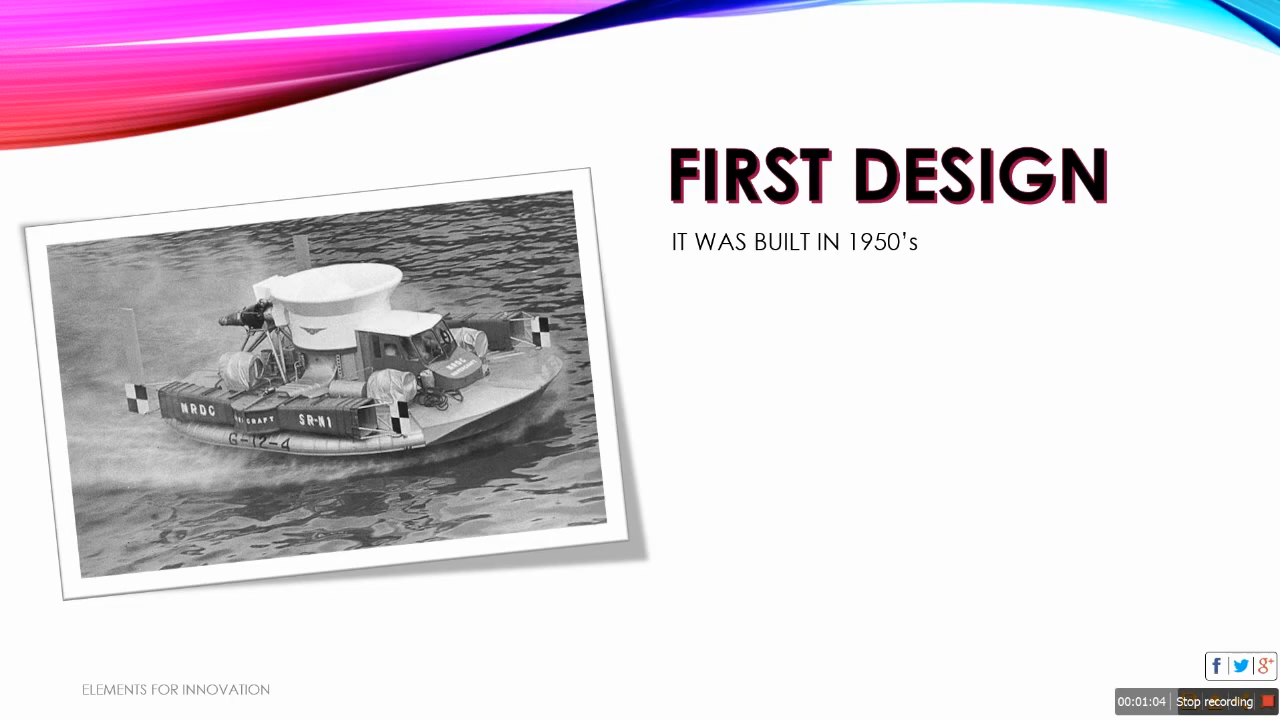 FIRST DESIGN
IT WAS BUILT IN 1950's
NRDC
CRAFT
SR-N1
G-12-4
ELEMENTS FOR INNOVATION
f
g+
00:01:04
Stop recording